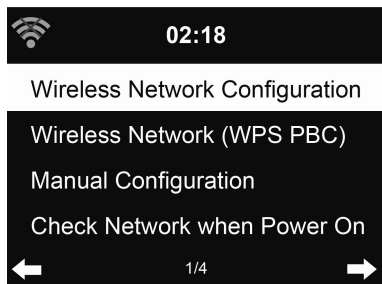 02:18
Wireless Network Configuration
Wireless Network (WPS PBC)
Manual Configuration
Check Network when Power On
1/4